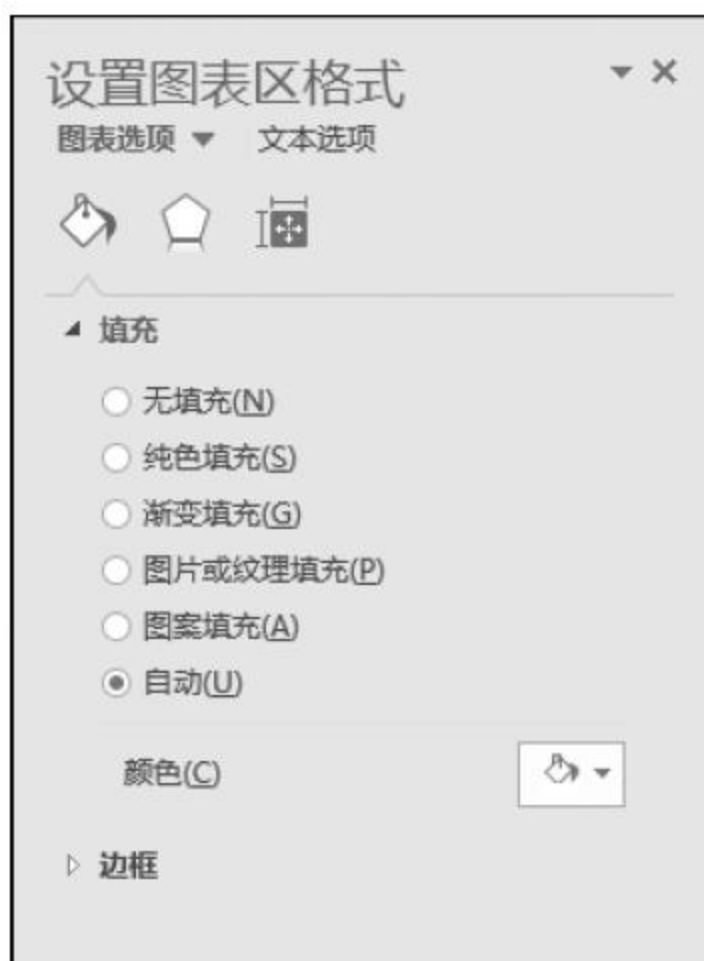 设置图表区格式
图表选项 文本选项
填充
无填充(N)
纯色填充(S)
渐变填充(G)
图片或纹理填充(P)
图案填充(A)
自动(U)
颜色(C)
边框